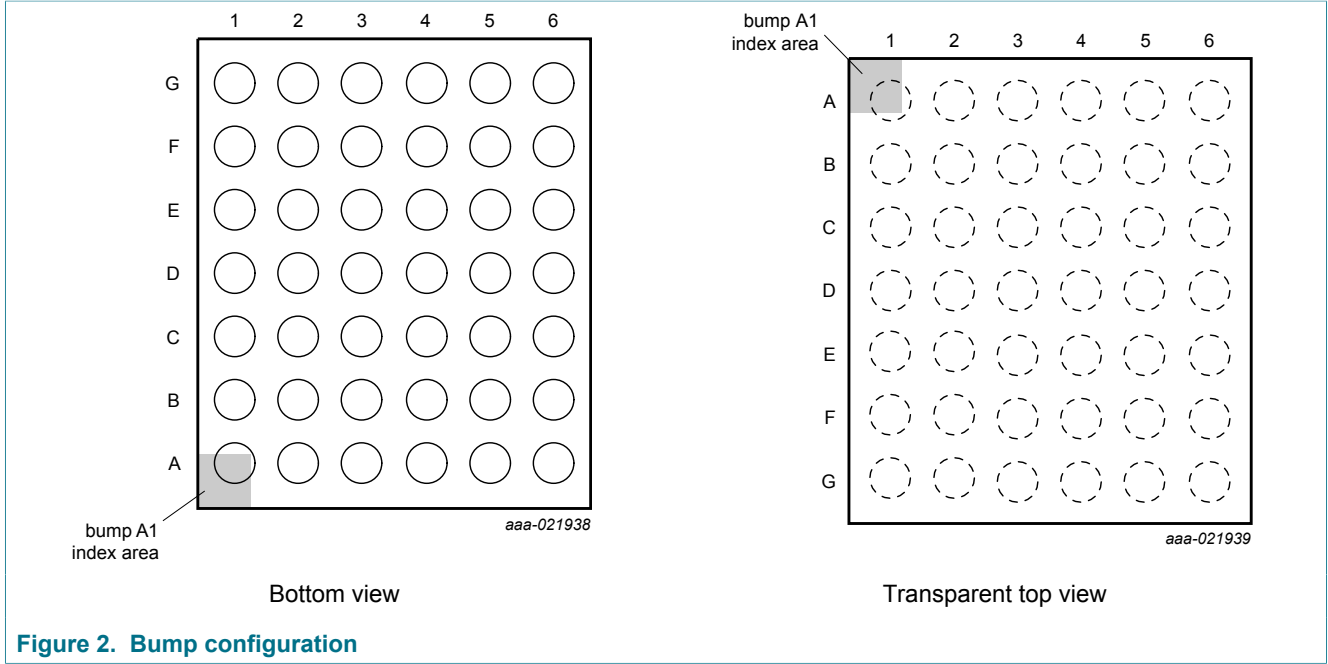 1 2 3 4 5 6
G
F
E
D
C
B
A
bump A1
index area
aaa-021938
Bottom view
bump A1
index area
1 2 3 4 5 6
A
B
C
D
E
F
G
aaa-021939
Transparent top view
Figure 2. Bump configuration